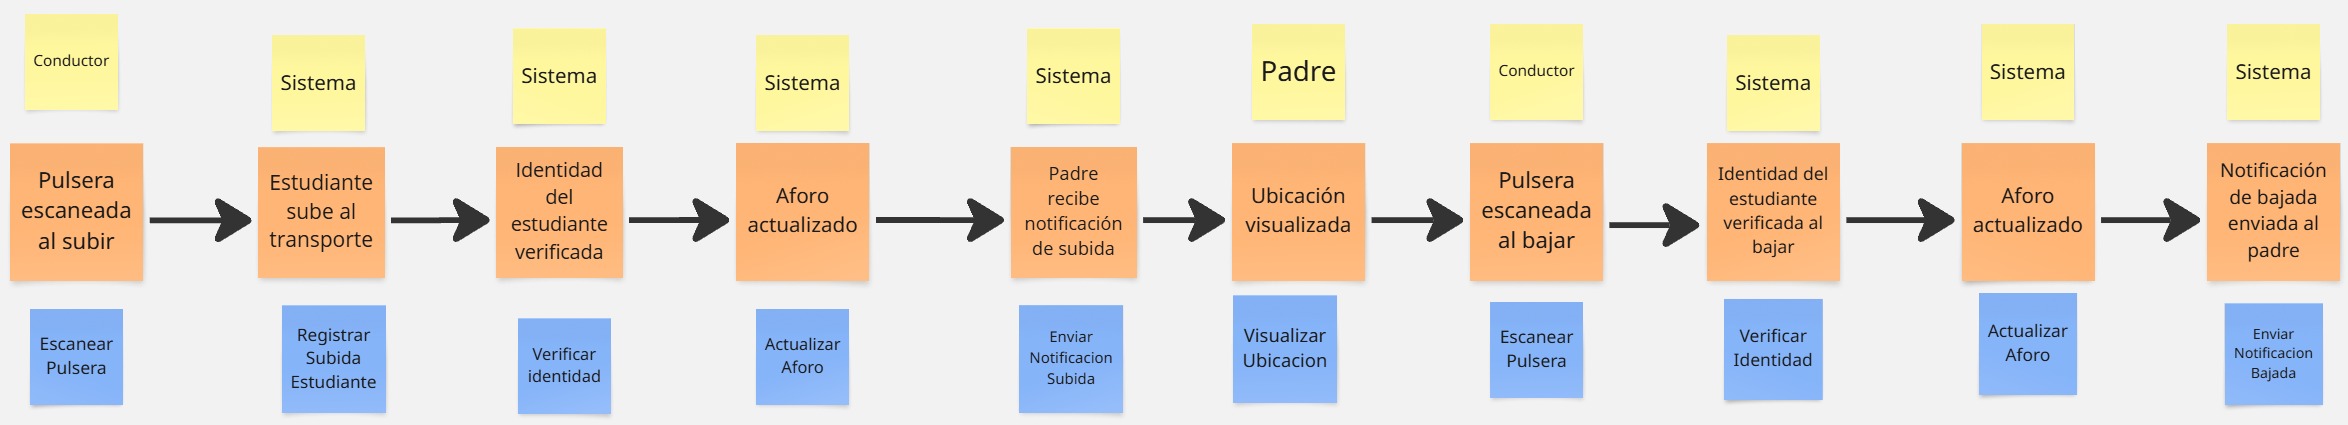 Conductor
Sistema
Sistema
Sistema
Sistema
Padre
Conductor
Sistema
Sistema
Sistema
Pulsera
escaneada
al subir
Estudiante
sube al
transporte
Identidad
del
estudiante
verificada
Aforo
actualizado
Padre
recibe
notificación
de subida
Ubicación
visualizada
Pulsera
escaneada
al bajar
Identidad del
estudiante
verificada al
bajar
Aforo
actualizado
Notificación
de bajada
enviada al
padre
Escanear
Pulsera
Registrar
Subida
Estudiante
Verificar
identidad
Actualizar
Aforo
Enviar
Notificacion
Subida
Visualizar
Ubicacion
Escanear
Pulsera
Verificar
Identidad
Actualizar
Aforo
Enviar
Notificacion
Bajada